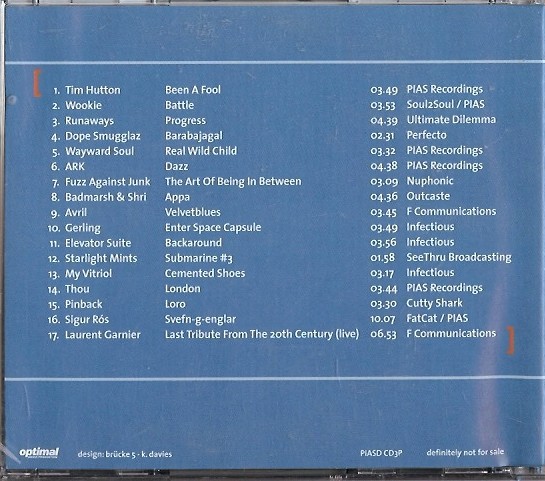 1. Tim Hutton Been A Fool 03.49 PIAS Recordings
2. Wookie Battle 03.53 Soul2Soul / PIAS
3. Runaways Progress 04.39 Ultimate Dilemma
4. Dope Smugglaz Barabajagal 02.31 Perfecto
5. Wayward Soul Real Wild Child 03.32 PIAS Recordings
6. ARK Dazz 04.38 PIAS Recordings
7. Fuzz Against Junk The Art Of Being In Between 03.09 Nuphonic
8. Badmarsh & Shri Appa 04.36 Outcaste
9. Avril Velvetblues 03.45 F Communications
10. Gerling Enter Space Capsule 03.49 Infectious
11. Elevator Suite Backaround 03.56 Infectious
12. Starlight Mints Submarine #3 01.58 SeeThru Broadcasting
13. My Vitriol Cemented Shoes 03.17 Infectious
14. Thou London 03.44 PIAS Recordings
15. Pinback Loro 03.30 Cutty Shark
16. Sigur Rós Svefn-g-englar 10.07 FatCat / PIAS
17. Laurent Garnier Last Tribute From The 20th Century (live) 06.53 F Communications
optimal design: brücke 5 - k. davies PIASD CD3P definitely not for sale